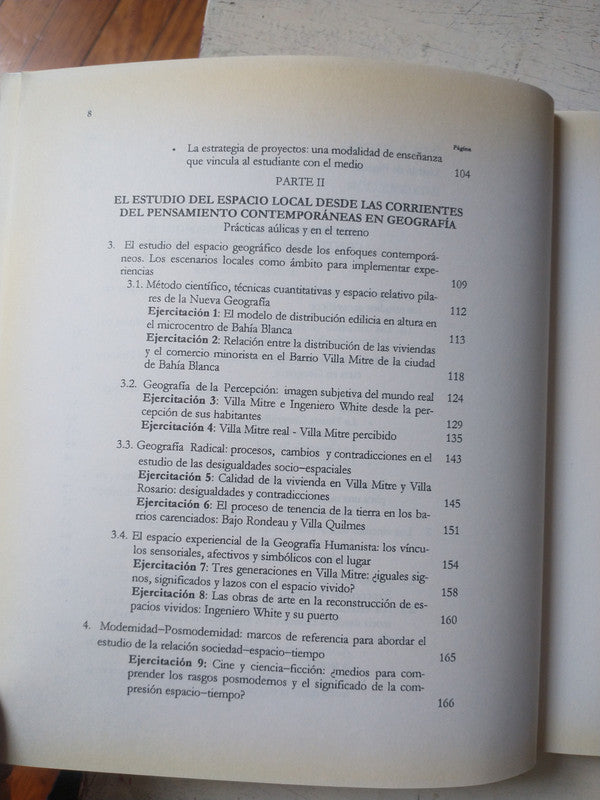 8
Página
• La estrategia de proyectos: una modalidad de enseñanza
que vincula al estudiante con el medio 104
PARTE II
EL ESTUDIO DEL ESPACIO LOCAL DESDE LAS CORRIENTES
DEL PENSAMIENTO CONTEMPORÁNEAS EN GEOGRAFÍA
Prácticas aúlicas y en el terreno
3. El estudio del espacio geográfico desde los enfoques contemporá-
neos. Los escenarios locales como ámbito para implementar expe-
riencias 109
3.1. Método científico, técnicas cuantitativas y espacio relativo pila-
res de la Nueva Geografía 112
Ejercitación 1: El modelo de distribución edilicia en altura en
el microcentro de Bahía Blanca 113
Ejercitación 2: Relación entre la distribución de las viviendas
y el comercio minorista en el Barrio Villa Mitre de la ciudad
de Bahía Blanca 118
3.2. Geografía de la Percepción: imagen subjetiva del mundo real 124
Ejercitación 3: Villa Mitre e Ingeniero White desde la per-
cepción de sus habitantes 129
Ejercitación 4: Villa Mitre real - Villa Mitre percibido 135
3.3. Geografía Radical: procesos, cambios y contradicciones en el
estudio de las desigualdades socio–espaciales 143
Ejercitación 5: Calidad de la vivienda en Villa Mitre y Villa
Rosario: desigualdades y contradicciones 145
Ejercitación 6: El proceso de tenencia de la tierra en los ba-
rrios carenciados: Bajo Rondeau y Villa Quilmes 151
3.4. El espacio experiencial de la Geografía Humanista: los víncu-
los sensoriales, afectivos y simbólicos con el lugar 154
Ejercitación 7: Tres generaciones en Villa Mitre: ¿iguales sig-
nos, significados y lazos con el espacio vivido? 158
Ejercitación 8: Las obras de arte en la reconstrucción de es-
pacios vividos: Ingeniero White y su puerto 160
4. Modernidad–Posmodernidad: marcos de referencia para abordar el
estudio de la relación sociedad–espacio–tiempo 165
Ejercitación 9: Cine y ciencia–ficción: ¿medios para com-
prender los rasgos posmodernos y el significado de la com-
presión espacio–tiempo? 166